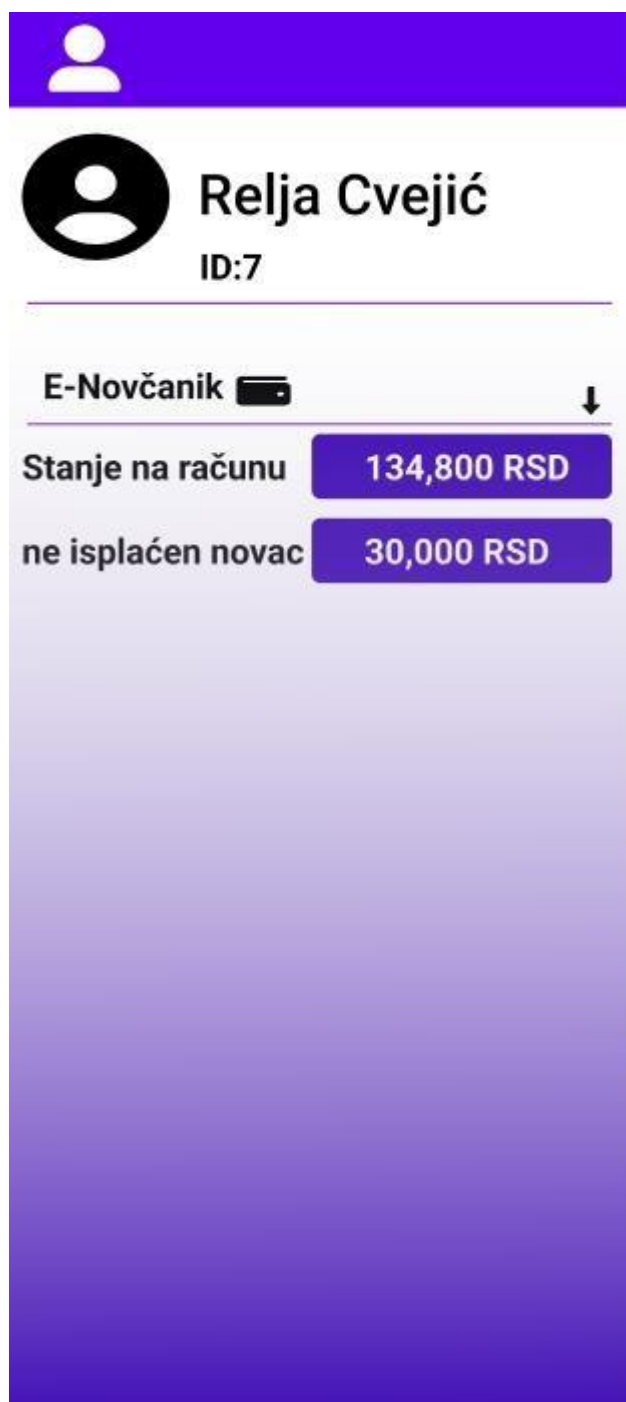 Relja Cvejić
ID:7
E-Novčanik
Stanje na računu 134,800 RSD
ne isplaćen novac 30,000 RSD